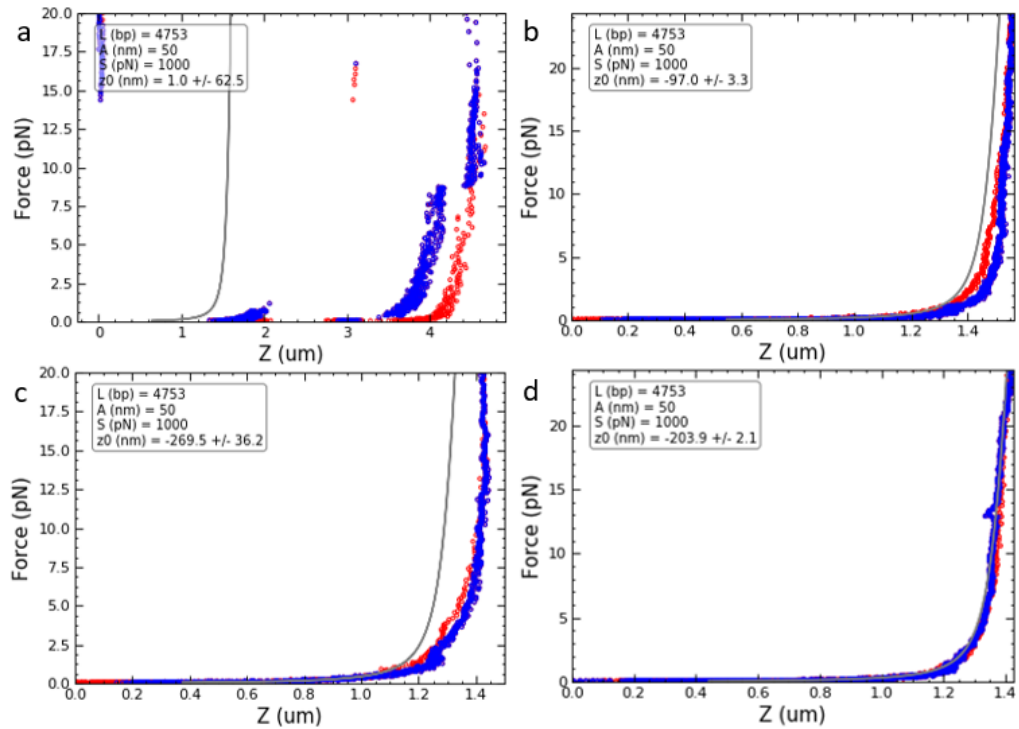 a
20.0
17.5
15.0
12.5
10.0
7.5
5.0
2.5
0.0
Force (pN)
L (bp) = 4753
A (nm) = 50
S (pN) = 1000
z0 (nm) = 1.0 +/- 62.5
0 1 2 3 4
Z (um)
b
20
15
10
5
0
Force (pN)
L (bp) = 4753
A (nm) = 50
S (pN) = 1000
z0 (nm) = -97.0 +/- 3.3
0.0 0.2 0.4 0.6 0.8 1.0 1.2 1.4
Z (um)
c
20.0
17.5
15.0
12.5
10.0
7.5
5.0
2.5
0.0
Force (pN)
L (bp) = 4753
A (nm) = 50
S (pN) = 1000
z0 (nm) = -269.5 +/- 36.2
0.0 0.2 0.4 0.6 0.8 1.0 1.2 1.4
Z (um)
d
20
15
10
5
0
Force (pN)
L (bp) = 4753
A (nm) = 50
S (pN) = 1000
z0 (nm) = -203.9 +/- 2.1
0.0 0.2 0.4 0.6 0.8 1.0 1.2 1.4
Z (um)